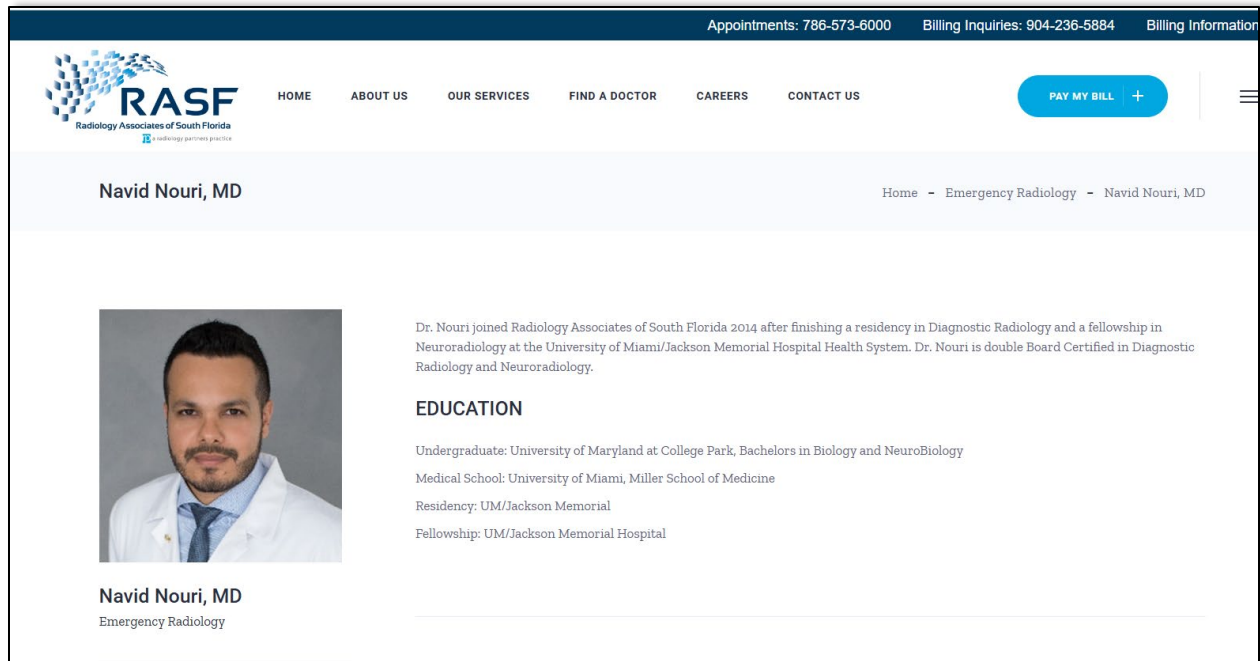 Appointments: 786-573-6000 Billing Inquiries: 904-236-5884 Billing Information
RASF
Radiology Associates of South Florida
a radiology partners practice
HOME ABOUT US OUR SERVICES FIND A DOCTOR CAREERS CONTACT US PAY MY BILL +
Navid Nouri, MD Home - Emergency Radiology - Navid Nouri, MD
Dr. Nouri joined Radiology Associates of South Florida 2014 after finishing a residency in Diagnostic Radiology and a fellowship in
Neuroradiology at the University of Miami/Jackson Memorial Hospital Health System. Dr. Nouri is double Board Certified in Diagnostic
Radiology and Neuroradiology.
EDUCATION
Undergraduate: University of Maryland at College Park, Bachelors in Biology and NeuroBiology
Medical School: University of Miami, Miller School of Medicine
Residency: UM/Jackson Memorial
Fellowship: UM/Jackson Memorial Hospital
Navid Nouri, MD
Emergency Radiology